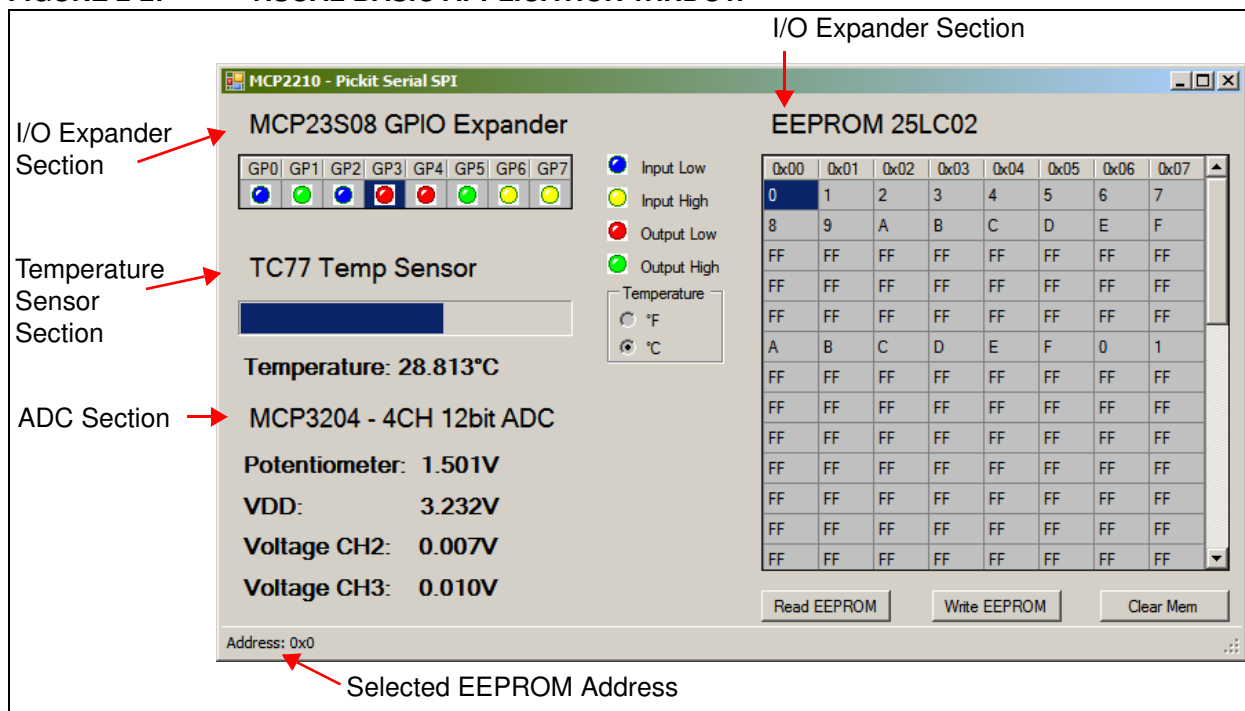 I/O Expander Section
MCP2210 - Pickit Serial SPI
I/O Expander
Section
MCP23S08 GPIO Expander
GP0 GP1 GP2 GP3 GP4 GP5 GP6 GP7
Input Low
Input High
Output Low
Output High
Temperature
Sensor
Section
TC77 Temp Sensor
Temperature
°F
°C
Temperature: 28.813°C
ADC Section
MCP3204 - 4CH 12bit ADC
Potentiometer: 1.501V
VDD: 3.232V
Voltage CH2: 0.007V
Voltage CH3: 0.010V
EEPROM 25LC02
0x00 0x01 0x02 0x03 0x04 0x05 0x06 0x07
0 1 2 3 4 5 6 7
8 9 A B C D E F
FF FF FF FF FF FF FF FF
FF FF FF FF FF FF FF FF
FF FF FF FF FF FF FF FF
A B C D E F 0 1
FF FF FF FF FF FF FF FF
FF FF FF FF FF FF FF FF
FF FF FF FF FF FF FF FF
FF FF FF FF FF FF FF FF
FF FF FF FF FF FF FF FF
FF FF FF FF FF FF FF FF
FF FF FF FF FF FF FF FF
Read EEPROM Write EEPROM Clear Mem
Address: 0x0
Selected EEPROM Address